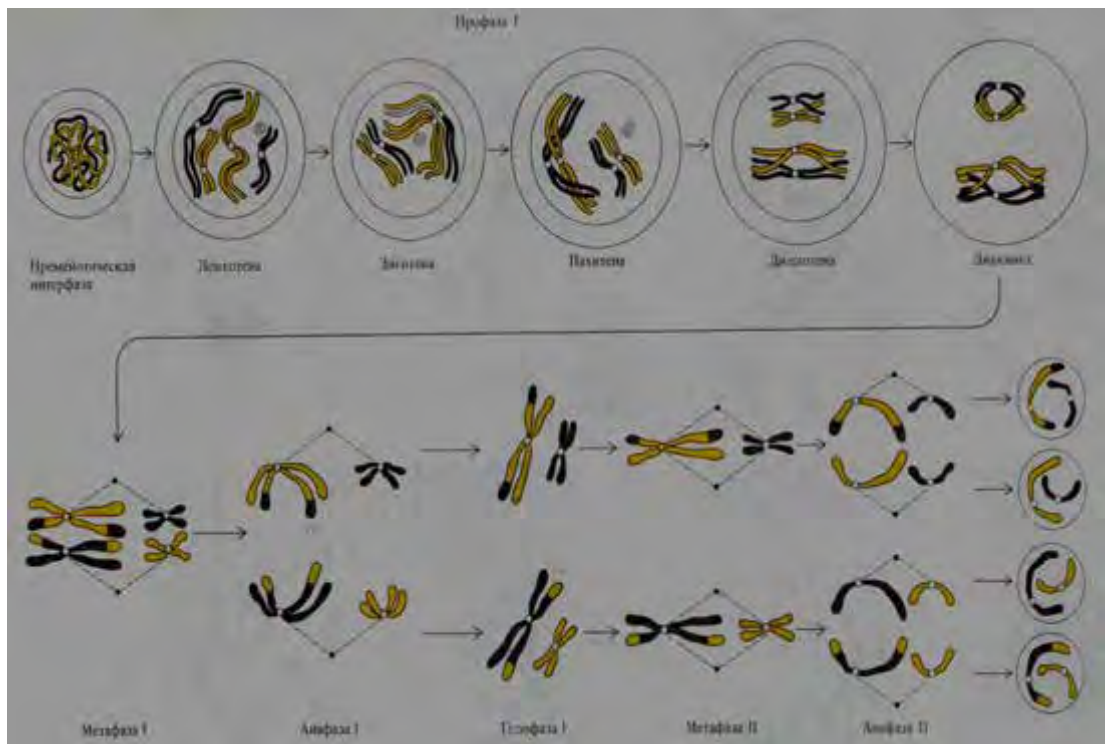 Профаза I
Премейотическая
интерфаза
Лептотена
Зиготена
Пахитена
Диплотена
Диакинез
Метафаза I
Анафаза I
Телофаза I
Метафаза II
Анафаза II